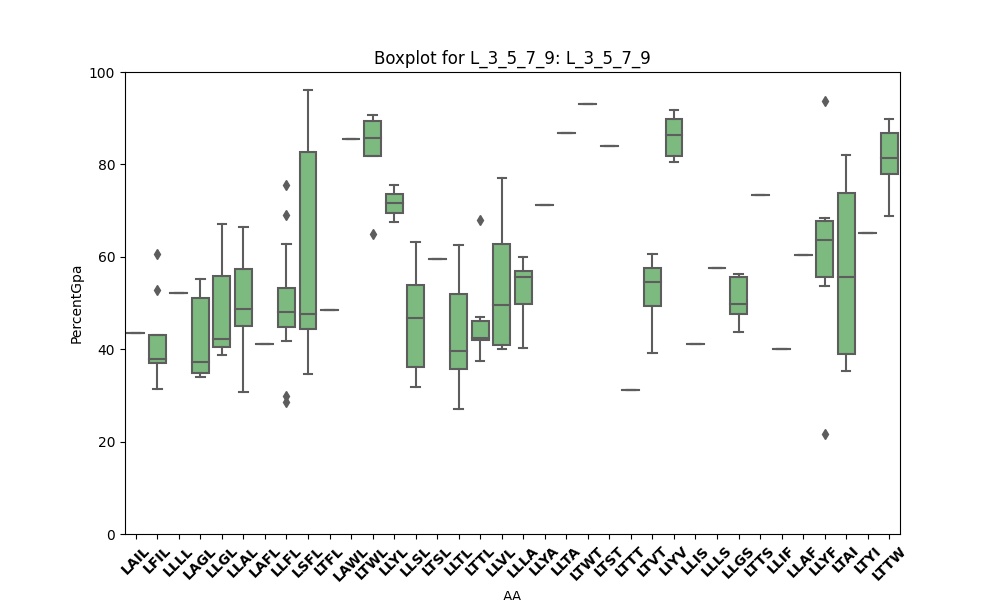 Boxplot for L_3_5_7_9: L_3_5_7_9
100
80
60
40
20
0
PercentGpa
LAIL LFIL LLLL LAGL LLGL LLAL LAFL LLFL LSFL LTFL LAWL LTWL LLYL LLSL LTSL LLTL LTTL LLVL LLLA LLYA LLTA LTWT LTST LTTT LTVT LIYV LLIS LLLS LLGS LTTS LLIF LLAF LLYF LTAI LTYI LTTW
AA